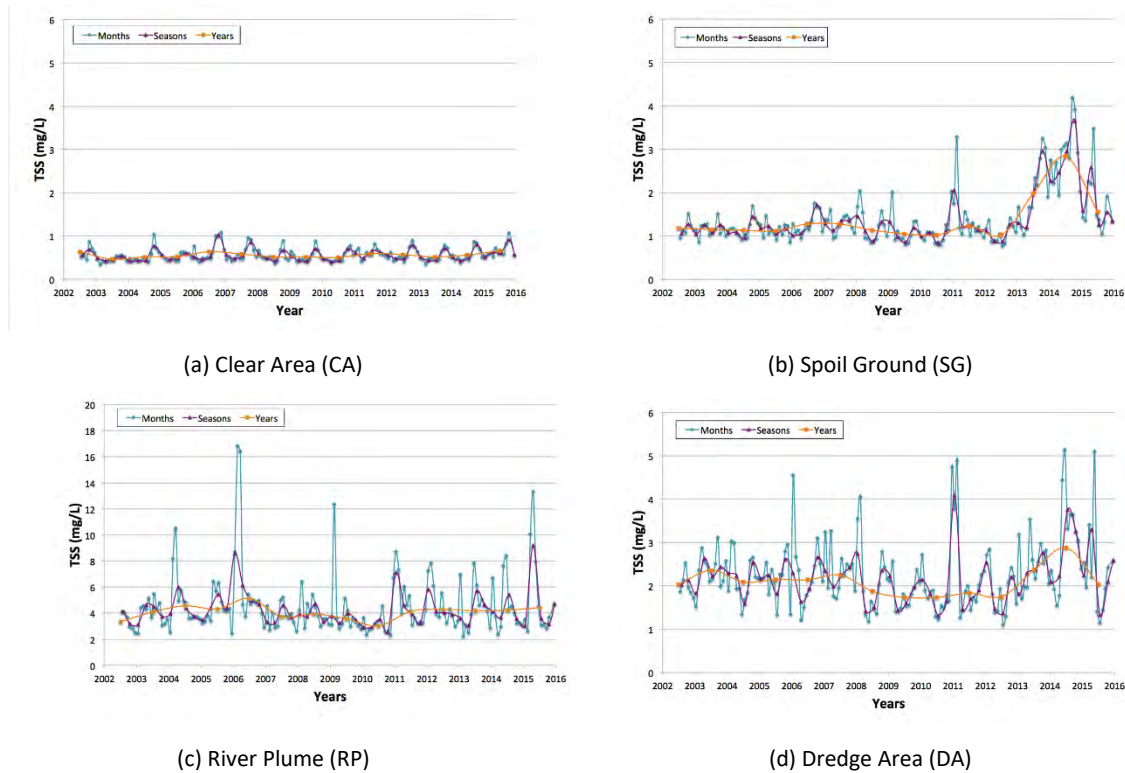 6
5
4
3
2
1
0
TSS (mg/L)
Months Seasons Years
2002 2003 2004 2005 2006 2007 2008 2009 2010 2011 2012 2013 2014 2015 2016
Year
(a) Clear Area (CA)
6
5
4
3
2
1
0
TSS (mg/L)
Months Seasons Years
2002 2003 2004 2005 2006 2007 2008 2009 2010 2011 2012 2013 2014 2015 2016
Years
(b) Spoil Ground (SG)
20
18
16
14
12
10
8
6
4
2
0
TSS (mg/L)
Months Seasons Years
2002 2003 2004 2005 2006 2007 2008 2009 2010 2011 2012 2013 2014 2015 2016
Years
(c) River Plume (RP)
6
5
4
3
2
1
0
TSS (mg/L)
Months Seasons Years
2002 2003 2004 2005 2006 2007 2008 2009 2010 2011 2012 2013 2014 2015 2016
Years
(d) Dredge Area (DA)